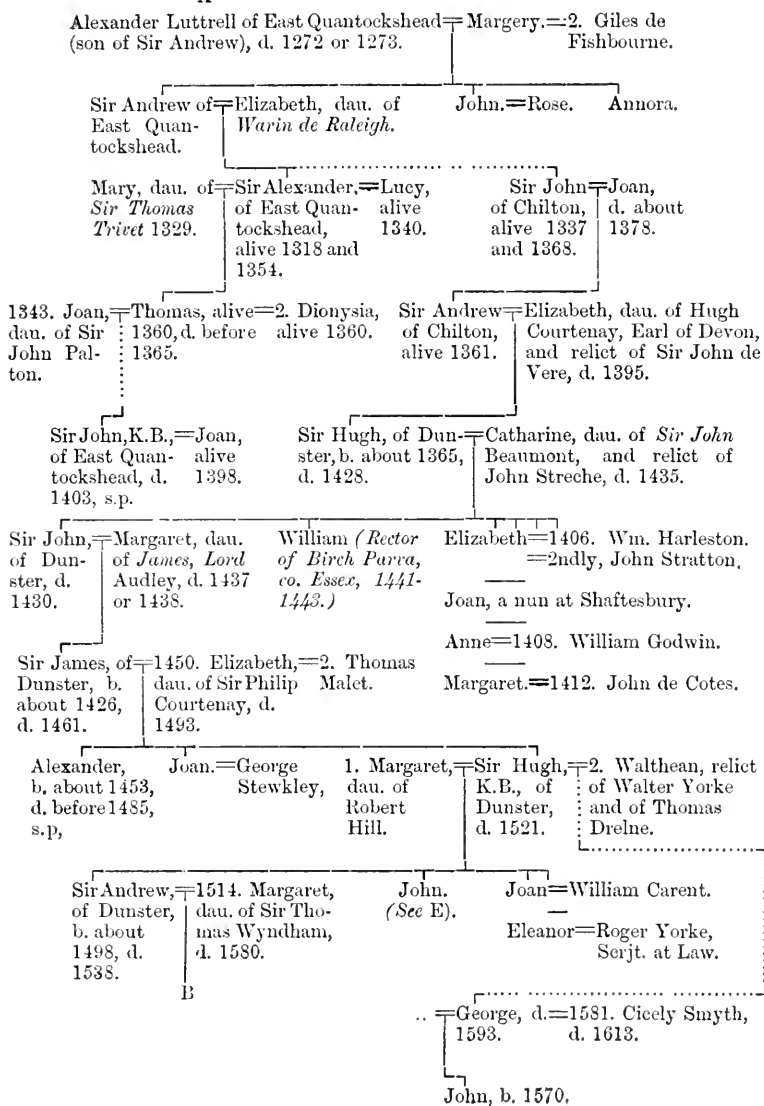 Alexander Luttrell of East Quantockshead = Margery. = 2. Giles de
(son of Sir Andrew), d. 1272 or 1273. Fishbourne.
Sir Andrew of = Elizabeth, dau. of John. = Rose. Annora.
East Quan- Warin de Raleigh.
tockshead.
Mary, dau. of = Sir Alexander, = Lucy, Sir John = Joan,
Sir Thomas of East Quan- alive of Chilton, d. about
Trivet 1329. tockshead, 1340. alive 1337 1378.
alive 1318 and and 1368.
1354.
1343. Joan, = Thomas, alive = 2. Dionysia, Sir Andrew = Elizabeth, dau. of Hugh
dau. of Sir 1360, d. before alive 1360. of Chilton, Courtenay, Earl of Devon,
John Pal- 1365. alive 1361. and relict of Sir John de
ton. Vere, d. 1395.
Sir John, K.B., = Joan, Sir Hugh, of Dun- = Catharine, dau. of Sir John
of East Quan- alive ster, b. about 1365, Beaumont, and relict of
tockshead, d. 1398. d. 1428. John Streche, d. 1435.
1403, s.p.
Sir John, = Margaret, dau. William (Rector Elizabeth = 1406. Wm. Harleston.
of Dun- of James, Lord of Birch Parva, = 2ndly, John Stratton.
ster, d. Audley, d. 1437 co. Essex, 1441-
1430. or 1438. 1443.) Joan, a nun at Shaftesbury.
Anne = 1408. William Godwin.
Sir James, of = 1450. Elizabeth, = 2. Thomas
Dunster, b. dau. of Sir Philip Malet. Margaret. = 1412. John de Cotes.
about 1426, Courtenay, d.
d. 1461. 1493.
Alexander, Joan. = George 1. Margaret, = Sir Hugh, = 2. Walthean, relict
b. about 1453, Stewkley, dau. of K.B., of of Walter Yorke
d. before 1485, Robert Dunster, and of Thomas
s.p, Hill. d. 1521. Drelne.
Sir Andrew, = 1514. Margaret, John. Joan = William Carent.
of Dunster, dau. of Sir Tho- (See E).
b. about mas Wyndham, Eleanor = Roger Yorke,
1498, d. d. 1580. Serjt. at Law.
1538.
B
.. = George, d. = 1581. Cicely Smyth,
1593. d. 1613.
John, b. 1570,